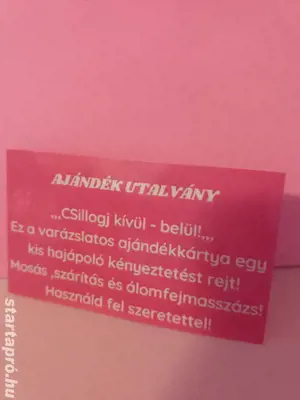 AJÁNDÉK UTALVÁNY
,,,CSillogj kívül - belül!,,,
Ez a varázslatos ajándékkártya egy
kis hajápoló kényeztetést rejt!
Mosás ,szárítás és álomfejmasszázs!
Használd fel szeretettel!
startapró.hu